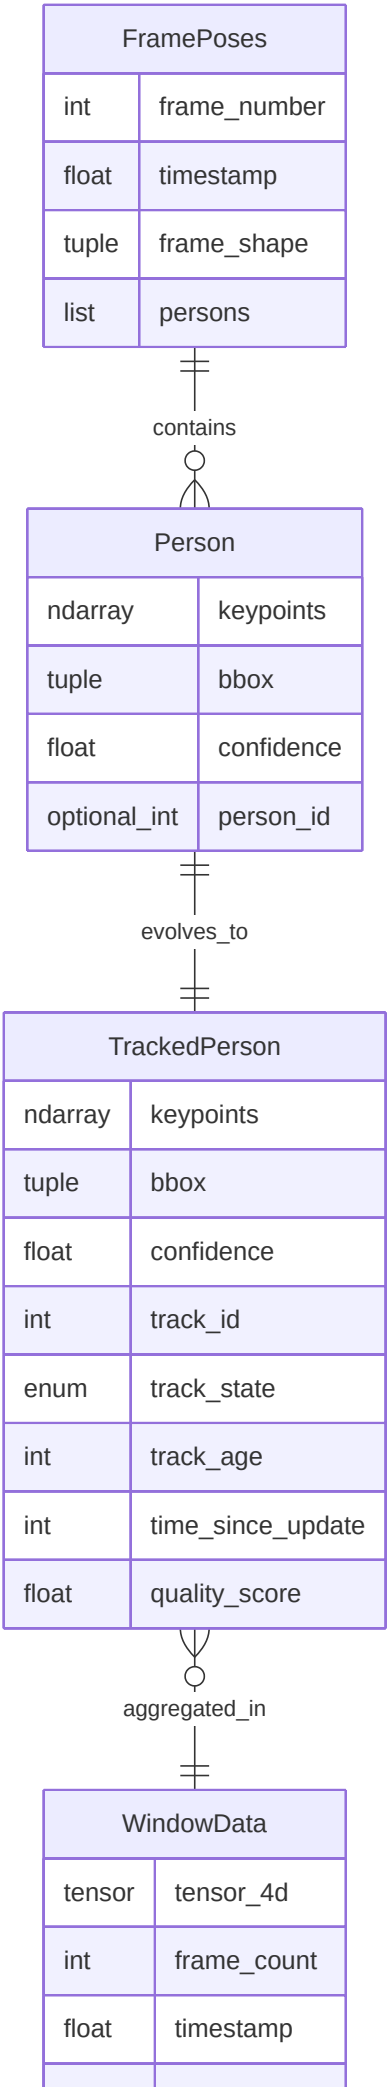 FramePoses
int frame_number
float timestamp
tuple frame_shape
list persons
contains
Person
ndarray keypoints
tuple bbox
float confidence
optional_int person_id
evolves_to
TrackedPerson
ndarray keypoints
tuple bbox
float confidence
int track_id
enum track_state
int track_age
int time_since_update
float quality_score
aggregated_in
WindowData
tensor tensor_4d
int frame_count
float timestamp